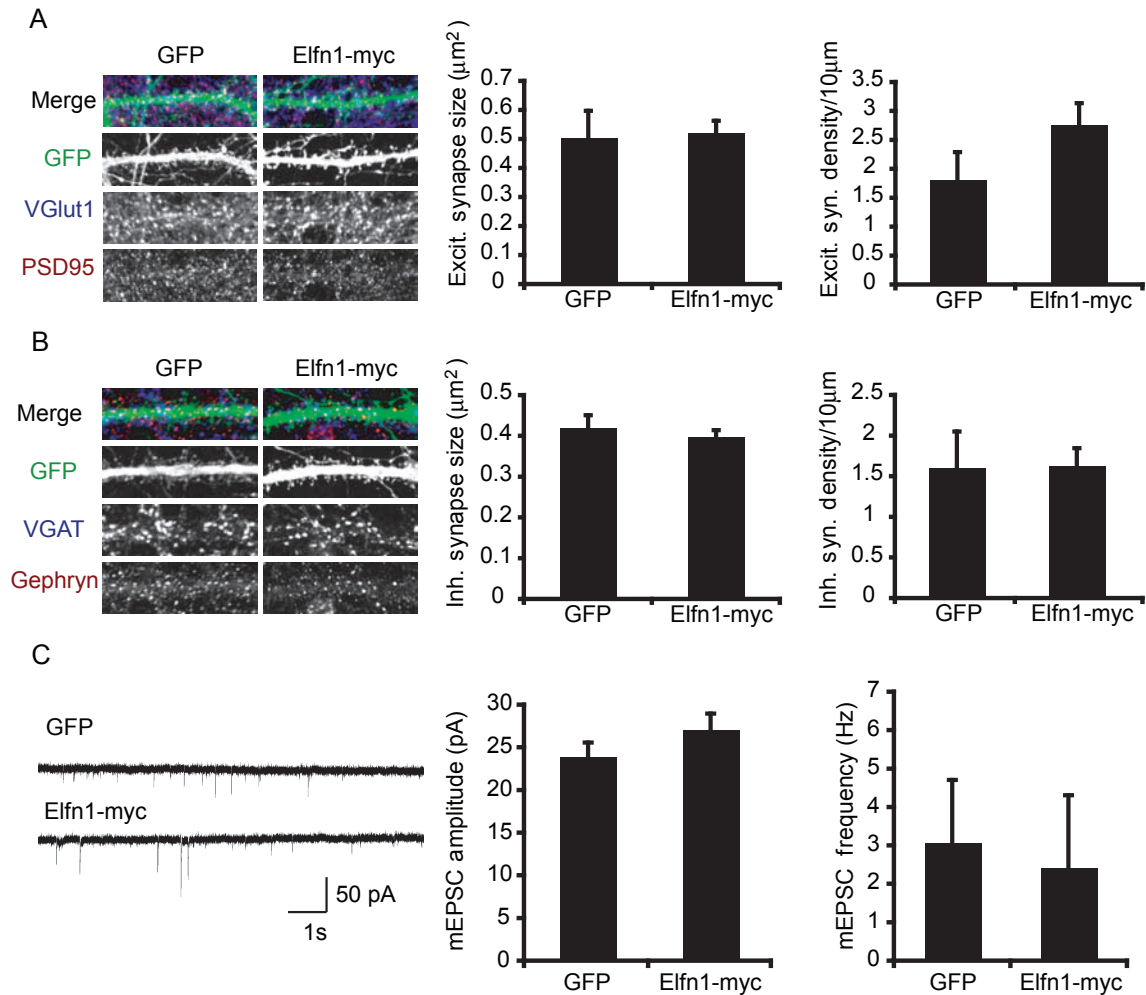 A
GFP Elfn1-myc
Merge
GFP
VGlut1
PSD95
Excit. synapse size (μm²)
0.7
0.6
0.5
0.4
0.3
0.2
0.1
0
GFP Elfn1-myc
Excit. syn. density/10μm
3.5
3
2.5
2
1.5
1
0.5
0
GFP Elfn1-myc
B
GFP Elfn1-myc
Merge
GFP
VGAT
Gephryn
Inh. synapse size (μm²)
0.5
0.4
0.3
0.2
0.1
0
GFP Elfn1-myc
Inh. syn. density/10μm
2.5
2
1.5
1
0.5
0
GFP Elfn1-myc
C
GFP
Elfn1-myc
50 pA
1s
mEPSC amplitude (pA)
30
25
20
15
10
5
0
GFP Elfn1-myc
mEPSC frequency (Hz)
7
6
5
4
3
2
1
0
GFP Elfn1-myc